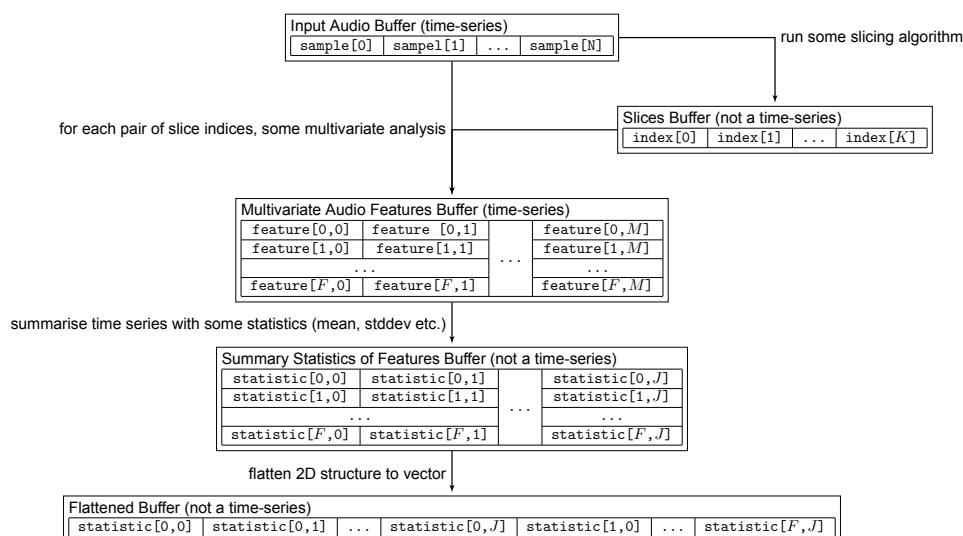 Input Audio Buffer (time-series)
sample[0] sampel[1] ... sample[N]
run some slicing algorithm
Slices Buffer (not a time-series)
index[0] index[1] ... index[K]
for each pair of slice indices, some multivariate analysis
Multivariate Audio Features Buffer (time-series)
feature[0,0] feature [0,1] ... feature[0,M]
feature[1,0] feature[1,1] feature[1,M]
... ...
feature[F,0] feature[F,1] feature[F,M]
summarise time series with some statistics (mean, stddev etc.)
Summary Statistics of Features Buffer (not a time-series)
statistic[0,0] statistic[0,1] ... statistic[0,J]
statistic[1,0] statistic[1,1] statistic[1,J]
... ...
statistic[F,0] statistic[F,1] statistic[F,J]
flatten 2D structure to vector
Flattened Buffer (not a time-series)
statistic[0,0] statistic[0,1] ... statistic[0,J] statistic[1,0] ... statistic[F,J]